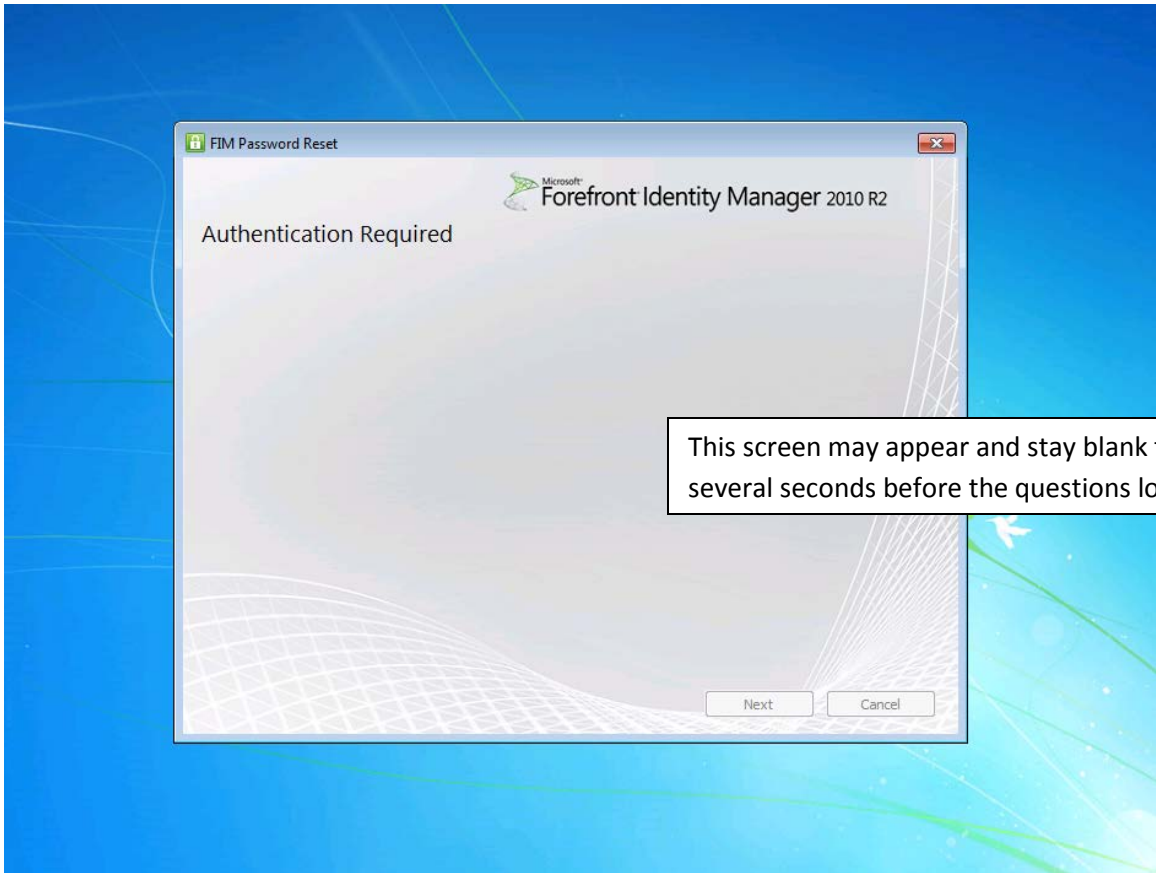 FIM Password Reset
Microsoft
Forefront Identity Manager 2010 R2
Authentication Required
This screen may appear and stay blank
several seconds before the questions
Next
Cancel